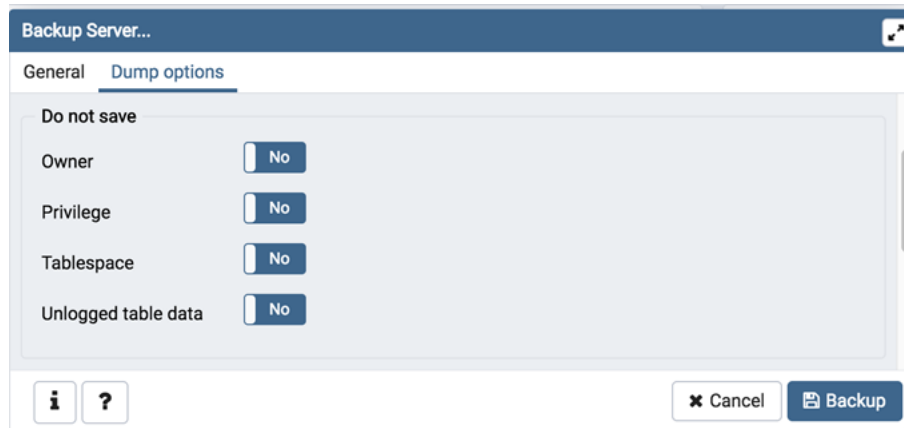 Backup Server...
General Dump options
Do not save
Owner No
Privilege No
Tablespace No
Unlogged table data No
i ? Cancel Backup